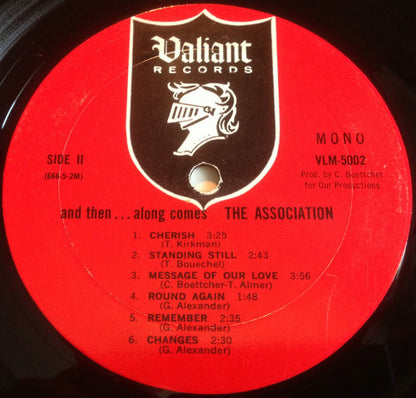 Valiant
RECORDS
MONO
SIDE II
VLM-5002
(666-5-2M)
Prod. by C. Boettcher
for Our Productions
and then...along comes THE ASSOCIATION
1. CHERISH 3:25
(T. Kirkman)
2. STANDING STILL 2:43
(T. Bouechel)
3. MESSAGE OF OUR LOVE 3:56
(C. Boettcher-T. Almer)
4. ROUND AGAIN 1:48
(G. Alexander)
5. REMEMBER 2:35
(G. Alexander)
6. CHANGES 2:30
(G. Alexander)